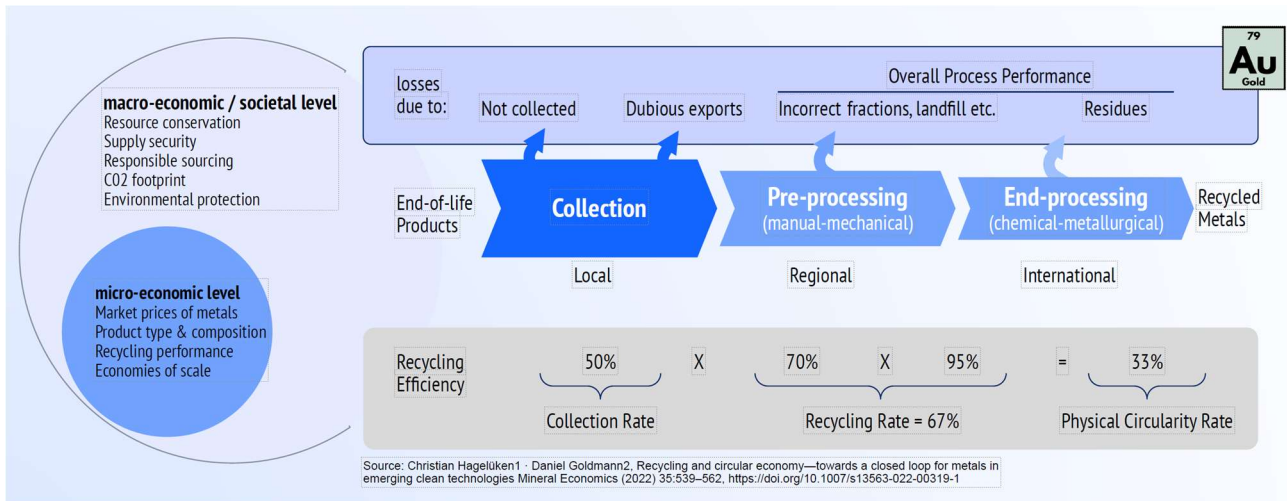 79
Au
Gold
macro-economic / societal level
Resource conservation
Supply security
Responsible sourcing
CO2 footprint
Environmental protection
micro-economic level
Market prices of metals
Product type & composition
Recycling performance
Economies of scale
losses
due to:
Not collected
Dubious exports
Overall Process Performance
Incorrect fractions, landfill etc.
Residues
End-of-life
Products
Collection
Pre-processing
(manual-mechanical)
End-processing
(chemical-metallurgical)
Recycled
Metals
Local
Regional
International
Recycling
Efficiency
50% X 70% X 95% = 33%
Collection Rate
Recycling Rate = 67%
Physical Circularity Rate
Source: Christian Hagelüken1 · Daniel Goldmann2, Recycling and circular economy—towards a closed loop for metals in
emerging clean technologies Mineral Economics (2022) 35:539–562, https://doi.org/10.1007/s13563-022-00319-1